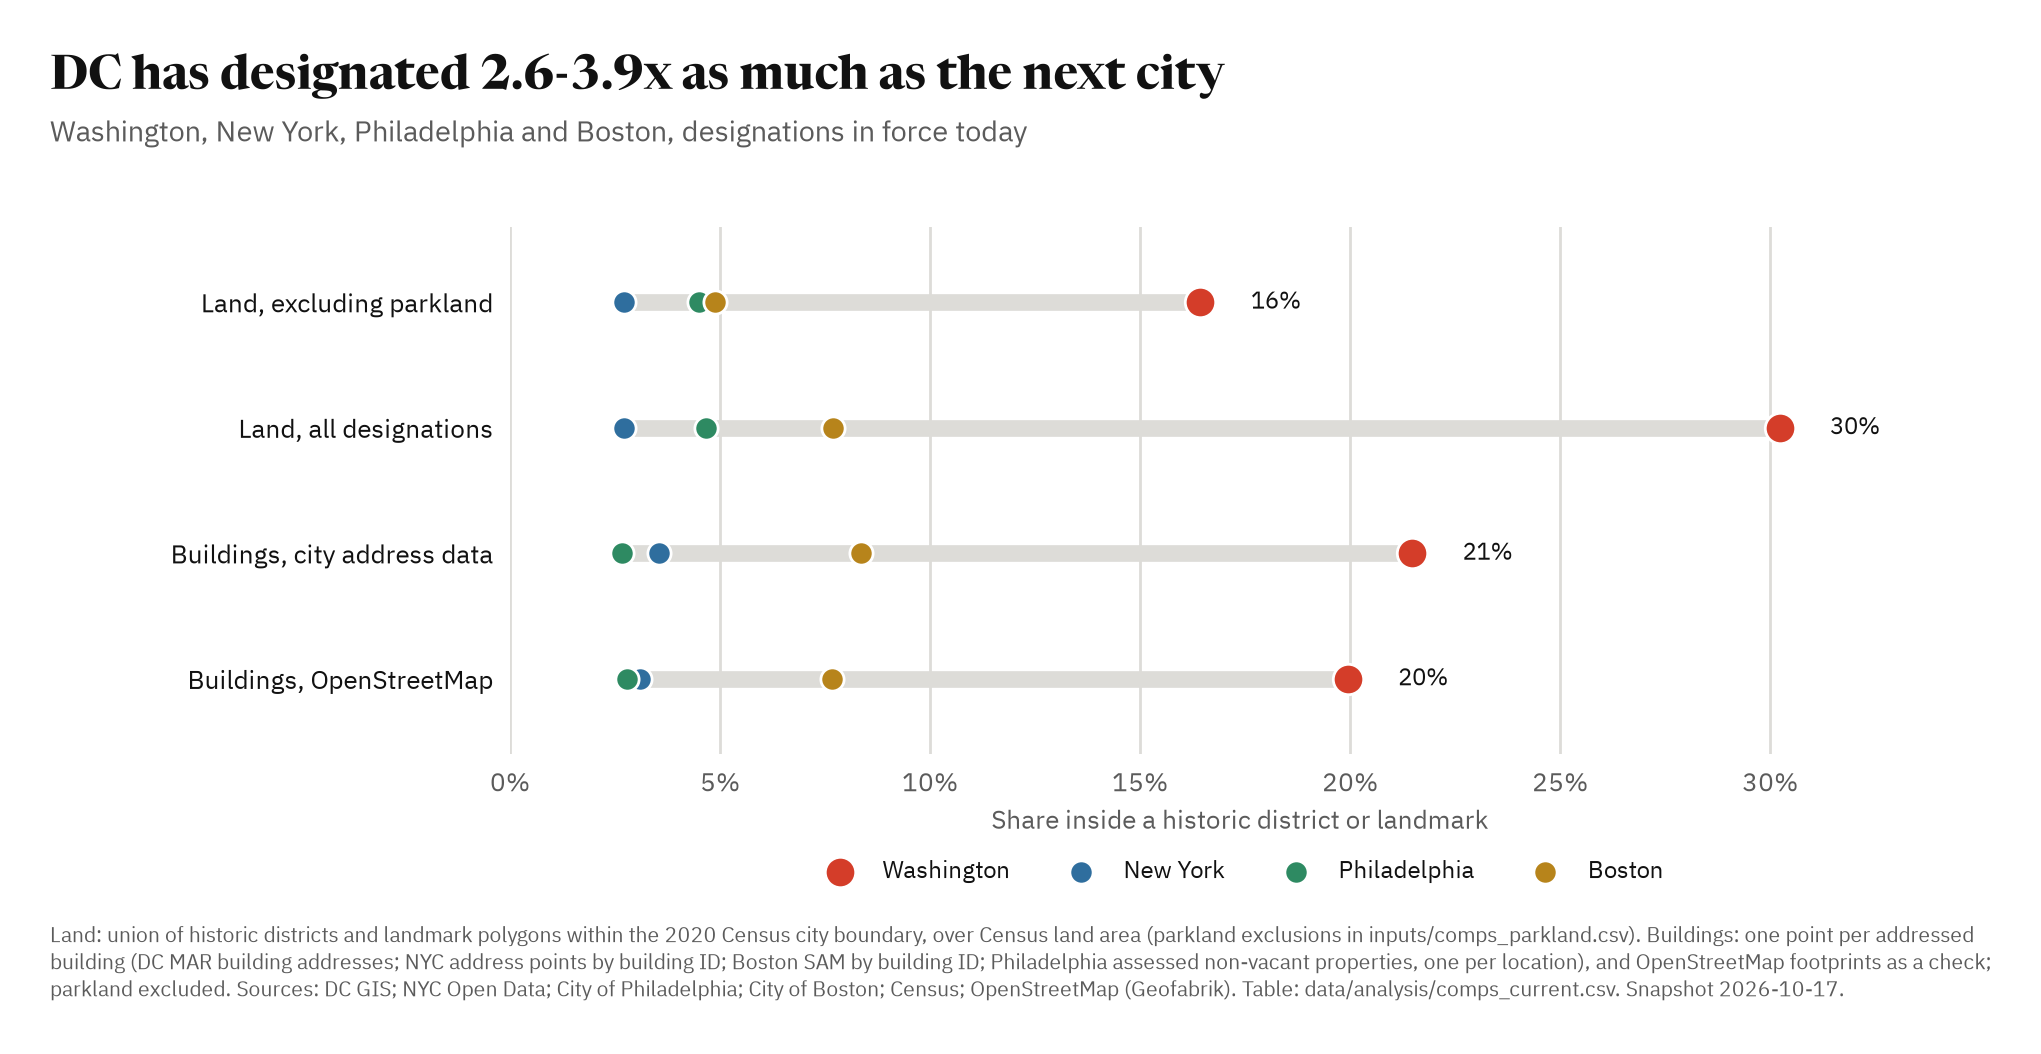 DC has designated 2.6-3.9x as much as the next city
Washington, New York, Philadelphia and Boston, designations in force today
Land, excluding parkland
16%
Land, all designations
30%
Buildings, city address data
21%
Buildings, OpenStreetMap
20%
0% 5% 10% 15% 20% 25% 30%
Share inside a historic district or landmark
Washington New York Philadelphia Boston
Land: union of historic districts and landmark polygons within the 2020 Census city boundary, over Census land area (parkland exclusions in inputs/comps_parkland.csv). Buildings: one point per addressed
building (DC MAR building addresses; NYC address points by building ID; Boston SAM by building ID; Philadelphia assessed non-vacant properties, one per location), and OpenStreetMap footprints as a check;
parkland excluded. Sources: DC GIS; NYC Open Data; City of Philadelphia; City of Boston; Census; OpenStreetMap (Geofabrik). Table: data/analysis/comps_current.csv. Snapshot 2026-10-17.